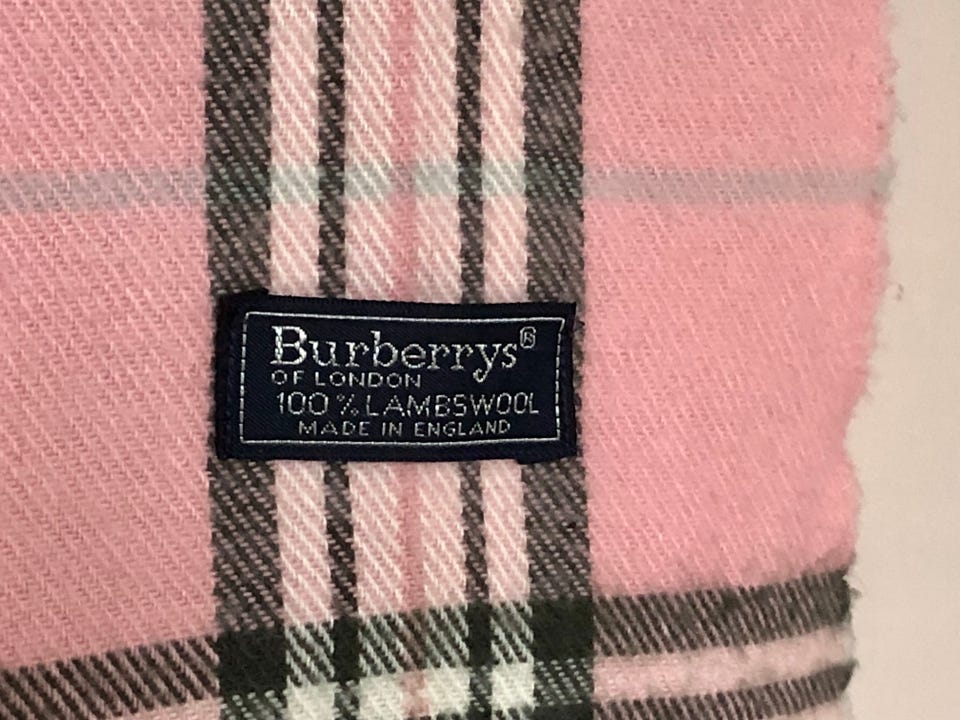 Burberrys®
OF LONDON
100% LAMBSWOOL
MADE IN ENGLAND